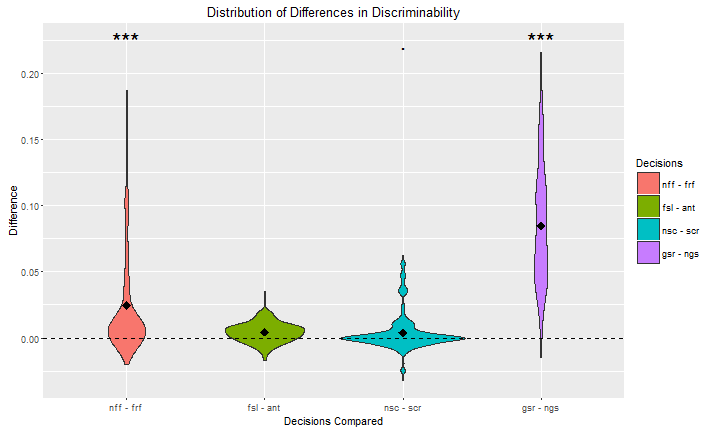 Distribution of Differences in Discriminability
*** ***
Difference
0.20
0.15
0.10
0.05
0.00
nff - frf fsl - ant nsc - scr gsr - ngs
Decisions Compared
Decisions
nff - frf
fsl - ant
nsc - scr
gsr - ngs